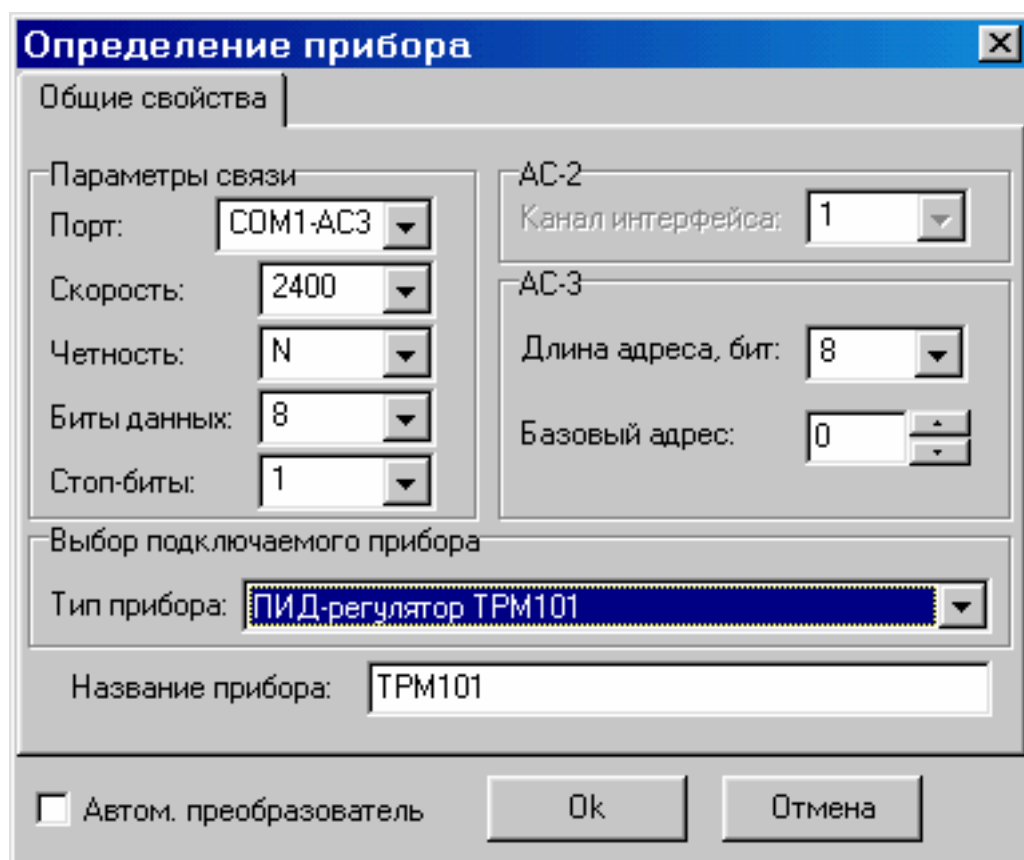 Определение прибора
Общие свойства
Параметры связи
Порт: COM1-AC3
Скорость: 2400
Четность: N
Биты данных: 8
Стоп-биты: 1
АС-2
Канал интерфейса: 1
АС-3
Длина адреса, бит: 8
Базовый адрес: 0
Выбор подключаемого прибора
Тип прибора: ПИД-регулятор ТРМ101
Название прибора: ТРМ101
Автом. преобразователь
Ok
Отмена